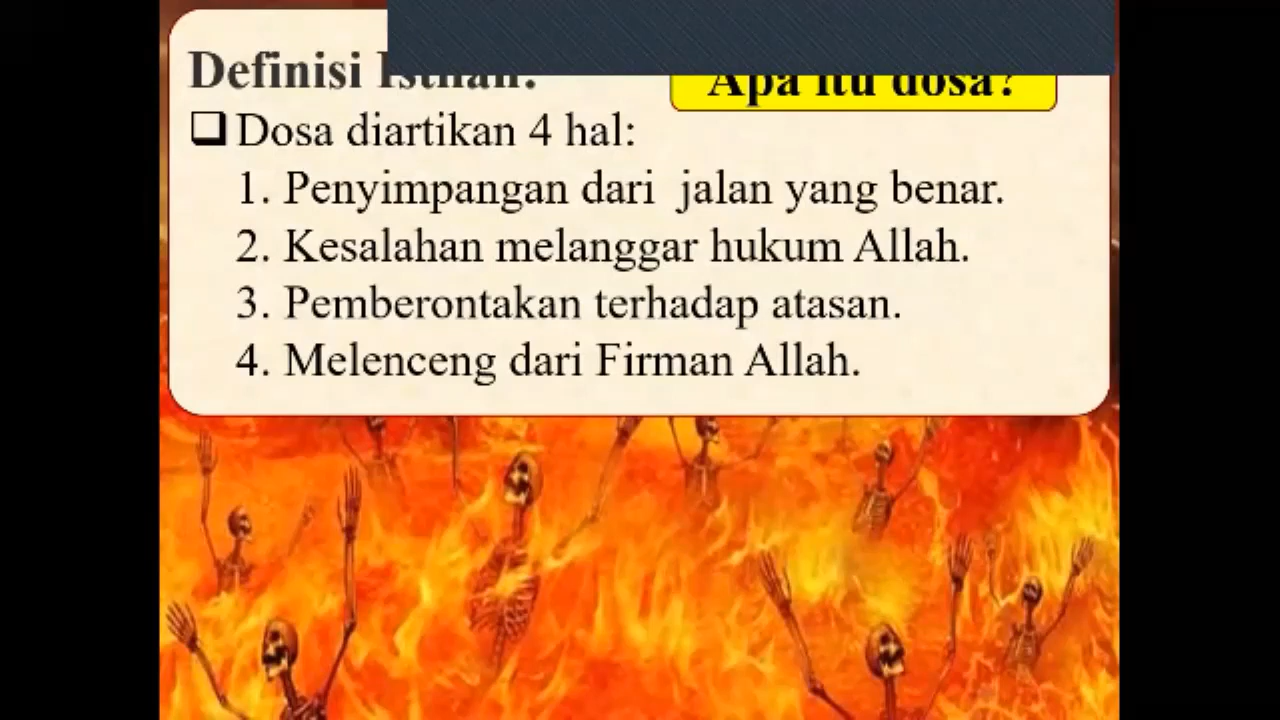 Definisi Istilah:
Apa itu dosa?
❑ Dosa diartikan 4 hal:
1. Penyimpangan dari jalan yang benar.
2. Kesalahan melanggar hukum Allah.
3. Pemberontakan terhadap atasan.
4. Melenceng dari Firman Allah.